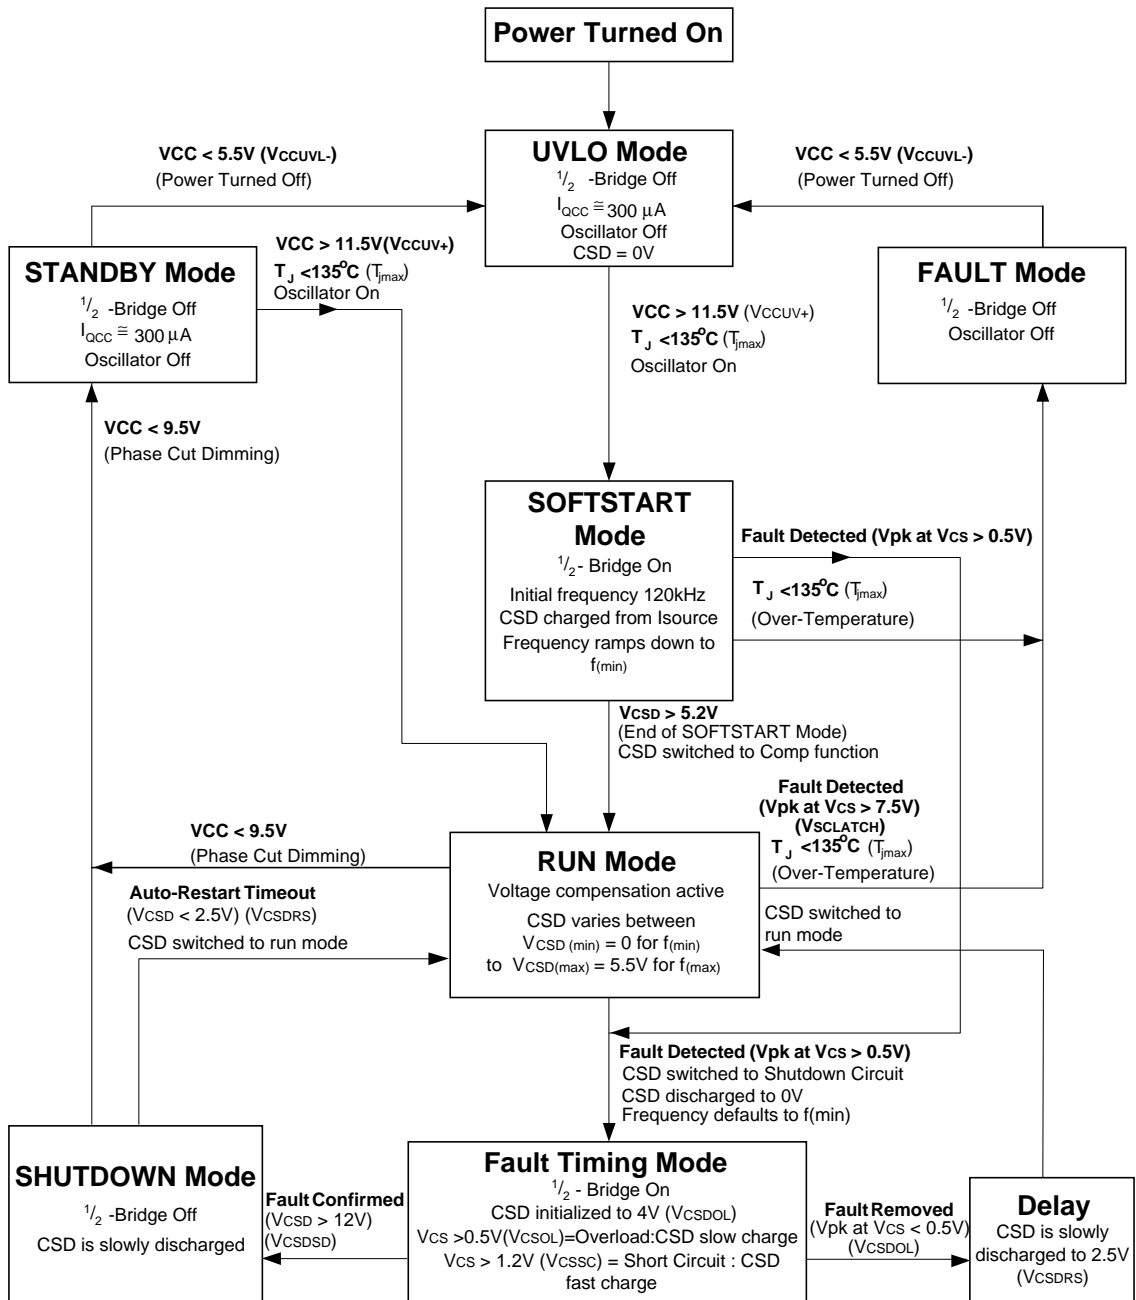 Power Turned On
VCC < 5.5V (VCCUVL-)
(Power Turned Off)
UVLO Mode
1/2 -Bridge Off
IQCC ≅ 300 μA
Oscillator Off
CSD = 0V
VCC < 5.5V (VCCUVL-)
(Power Turned Off)
STANDBY Mode
1/2 -Bridge Off
IQCC ≅ 300 μA
Oscillator Off
VCC > 11.5V(VCCUV+)
TJ <135°C (Tjmax)
Oscillator On
VCC > 11.5V (VCCUV+)
TJ <135°C (Tjmax)
Oscillator On
FAULT Mode
1/2 -Bridge Off
Oscillator Off
VCC < 9.5V
(Phase Cut Dimming)
SOFTSTART
Mode
1/2- Bridge On
Initial frequency 120kHz
CSD charged from Isource
Frequency ramps down to
f(min)
Fault Detected (Vpk at VCS > 0.5V)
TJ <135°C (Tjmax)
(Over-Temperature)
VCSD > 5.2V
(End of SOFTSTART Mode)
CSD switched to Comp function
Fault Detected
(Vpk at VCS > 7.5V)
(VSCLATCH)
TJ <135°C (Tjmax)
(Over-Temperature)
VCC < 9.5V
(Phase Cut Dimming)
RUN Mode
Voltage compensation active
CSD varies between
VCSD (min) = 0 for f(min)
to VCSD(max) = 5.5V for f(max)
Auto-Restart Timeout
(VCSD < 2.5V) (VCSDRS)
CSD switched to run mode
CSD switched to
run mode
Fault Detected (Vpk at VCS > 0.5V)
CSD switched to Shutdown Circuit
CSD discharged to 0V
Frequency defaults to f(min)
SHUTDOWN Mode
1/2 -Bridge Off
CSD is slowly discharged
Fault Confirmed
(VCSD > 12V)
(VCSDSD)
Fault Timing Mode
1/2 - Bridge On
CSD initialized to 4V (VCSDOL)
VCS >0.5V(VCSOL)=Overload:CSD slow charge
VCS > 1.2V (VCSSC) = Short Circuit : CSD
fast charge
Fault Removed
(Vpk at VCS < 0.5V)
(VCSDOL)
Delay
CSD is slowly
discharged to 2.5V
(VCSDRS)